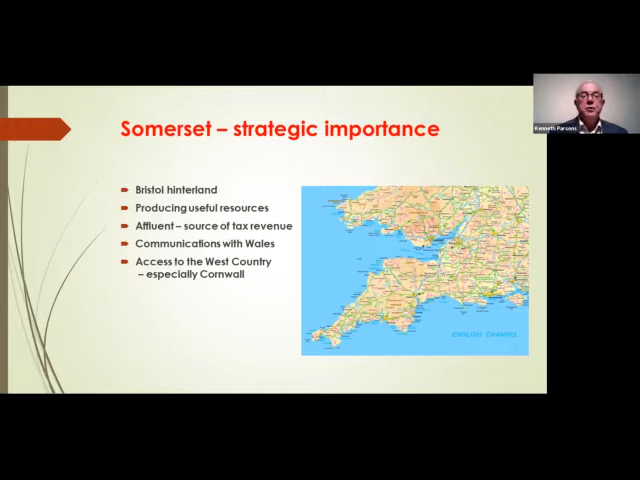 Somerset – strategic importance
Bristol hinterland
Producing useful resources
Affluent – source of tax revenue
Communications with Wales
Access to the West Country
– especially Cornwall
ENGLISH CHANNEL
Kenneth Parsons